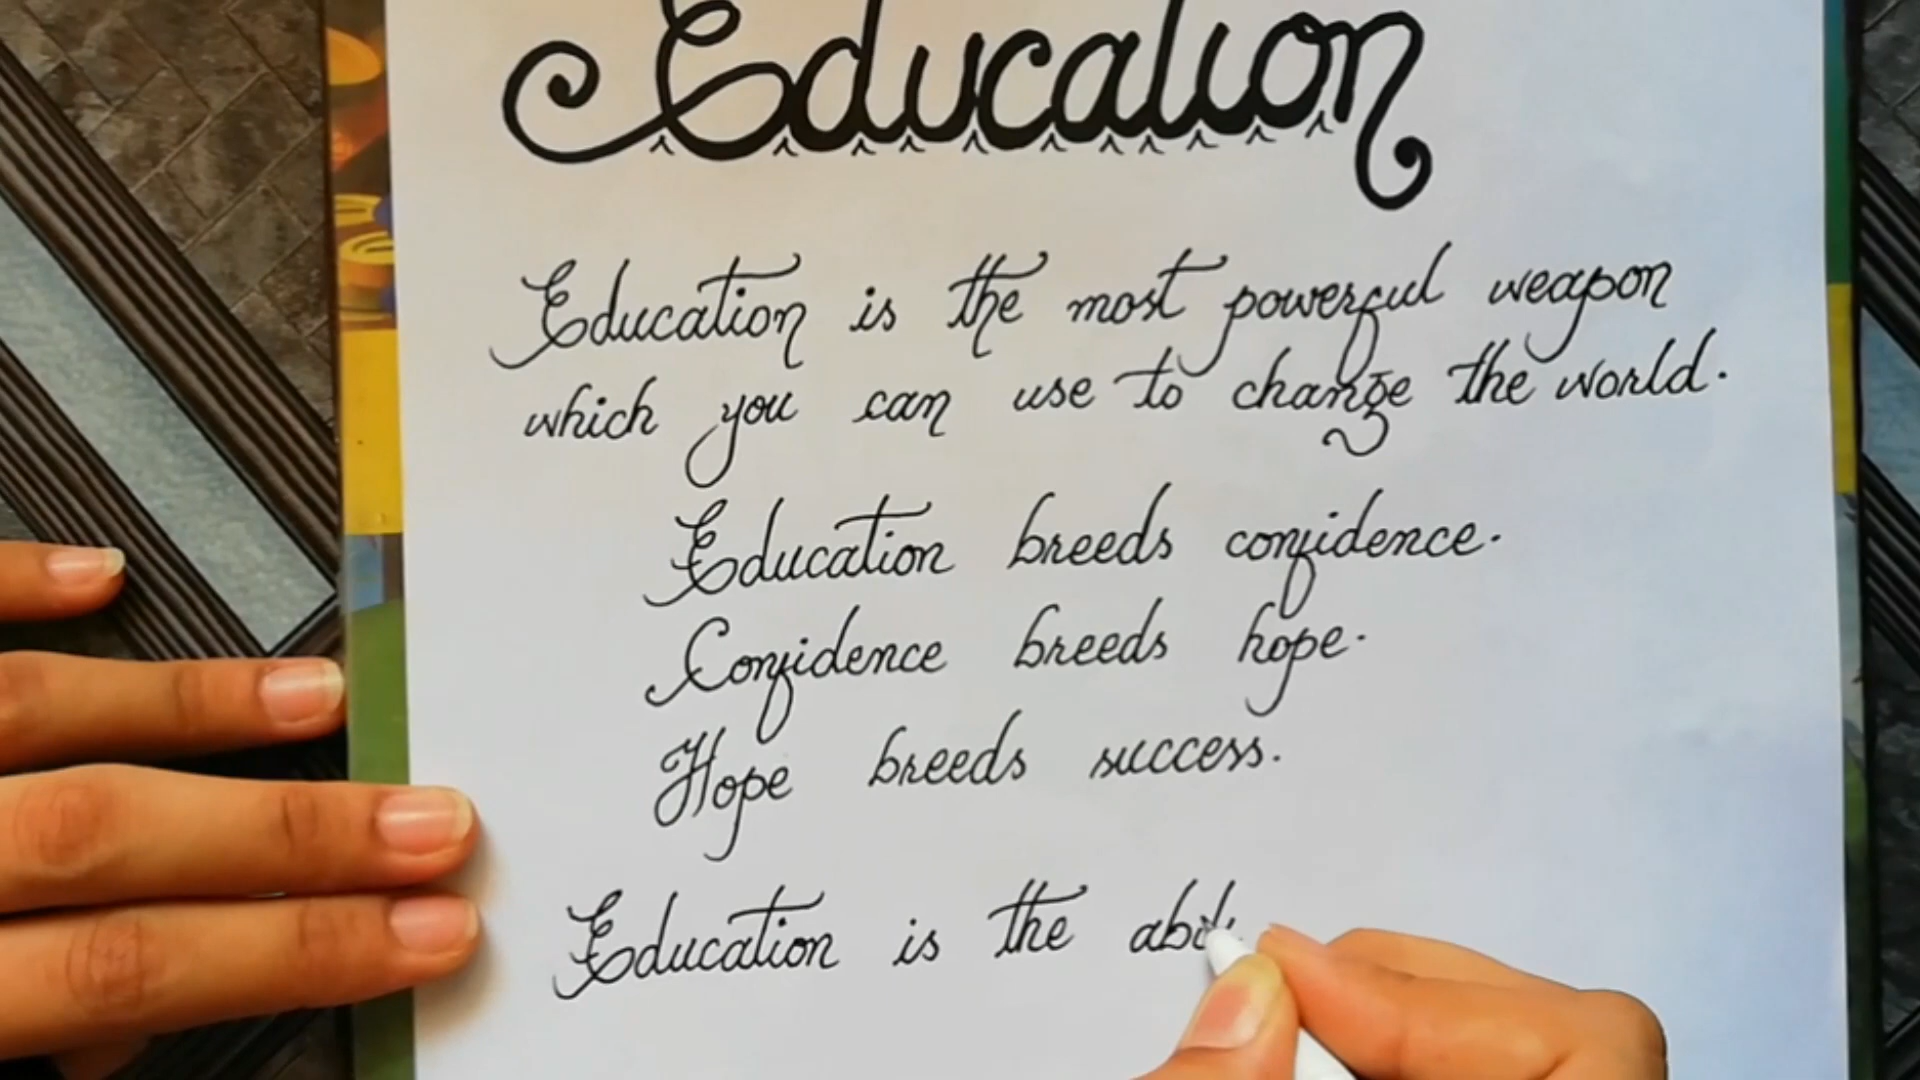 Education
Education is the most powerful weapon
which you can use to change the world.
Education breeds confidence.
Confidence breeds hope.
Hope breeds success.
Education is the